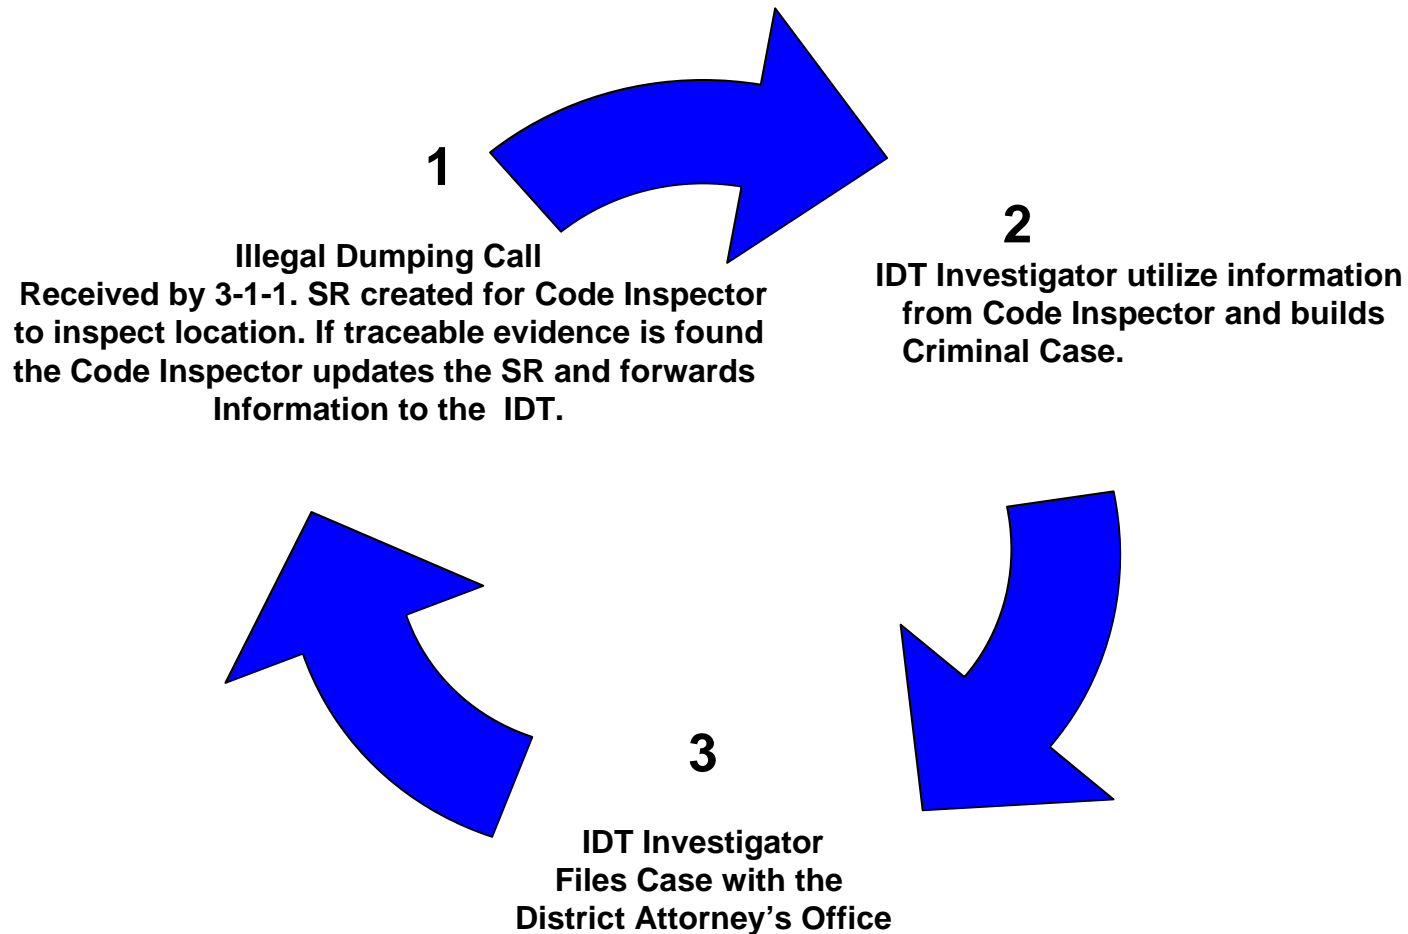 1
Illegal Dumping Call
Received by 3-1-1. SR created for Code Inspector
to inspect location. If traceable evidence is found
the Code Inspector updates the SR and forwards
Information to the IDT.
2
IDT Investigator utilize information
from Code Inspector and builds
Criminal Case.
3
IDT Investigator
Files Case with the
District Attorney’s Office